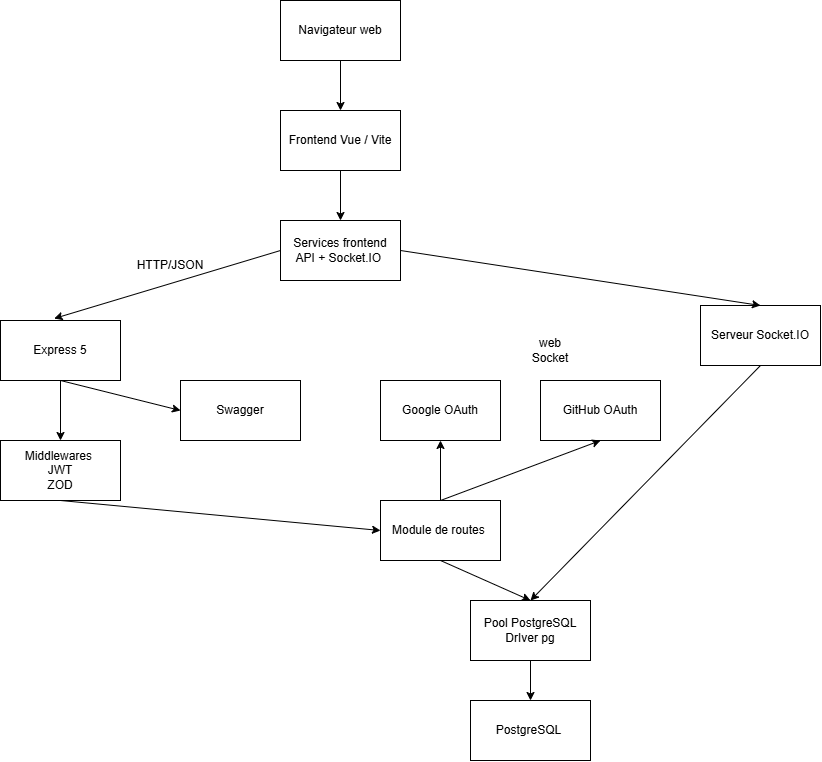 Navigateur web
Frontend Vue / Vite
Services frontend
API + Socket.IO
HTTP/JSON
Serveur Socket.IO
Express 5
web
Socket
Swagger
Google OAuth
GitHub OAuth
Middlewares
JWT
ZOD
Module de routes
Pool PostgreSQL
DrIver pg
PostgreSQL